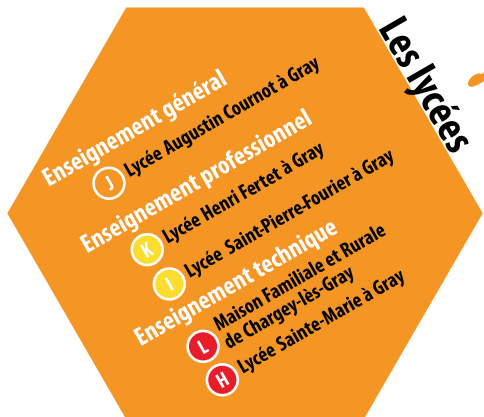 Les lycées
Enseignement général
J Lycée Augustin Cournot à Gray
Enseignement professionnel
K Lycée Henri Fertet à Gray
I Lycée Saint-Pierre-Fourier à Gray
Enseignement technique
L Maison Familiale et Rurale
de Chargey-lès-Gray
H Lycée Sainte-Marie à Gray